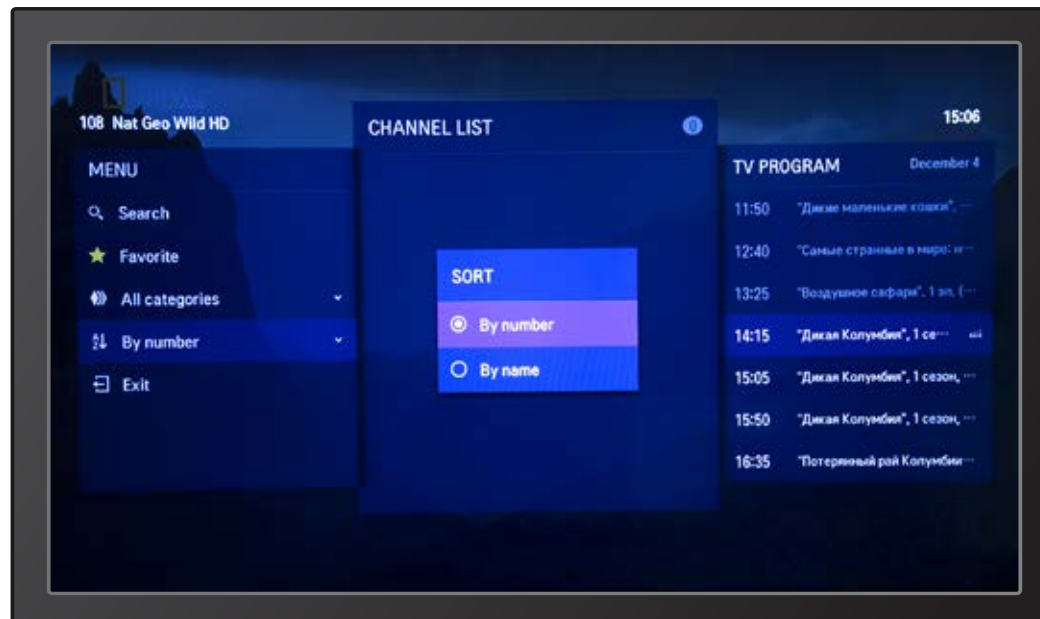 108 Nat Geo Wild HD
15:06
MENU
Search
Favorite
All categories
By number
Exit
CHANNEL LIST
0
SORT
By number
By name
TV PROGRAM December 4
11:50 "Дикие маленькие кошки", ···
12:40 "Самые странные в мире: и···
13:25 "Воздушное сафари", 1 эп. (···
14:15 "Дикая Колумбия", 1 се···
15:05 "Дикая Колумбия", 1 сезон, ···
15:50 "Дикая Колумбия", 1 сезон, ···
16:35 "Потерянный рай Колумбии···